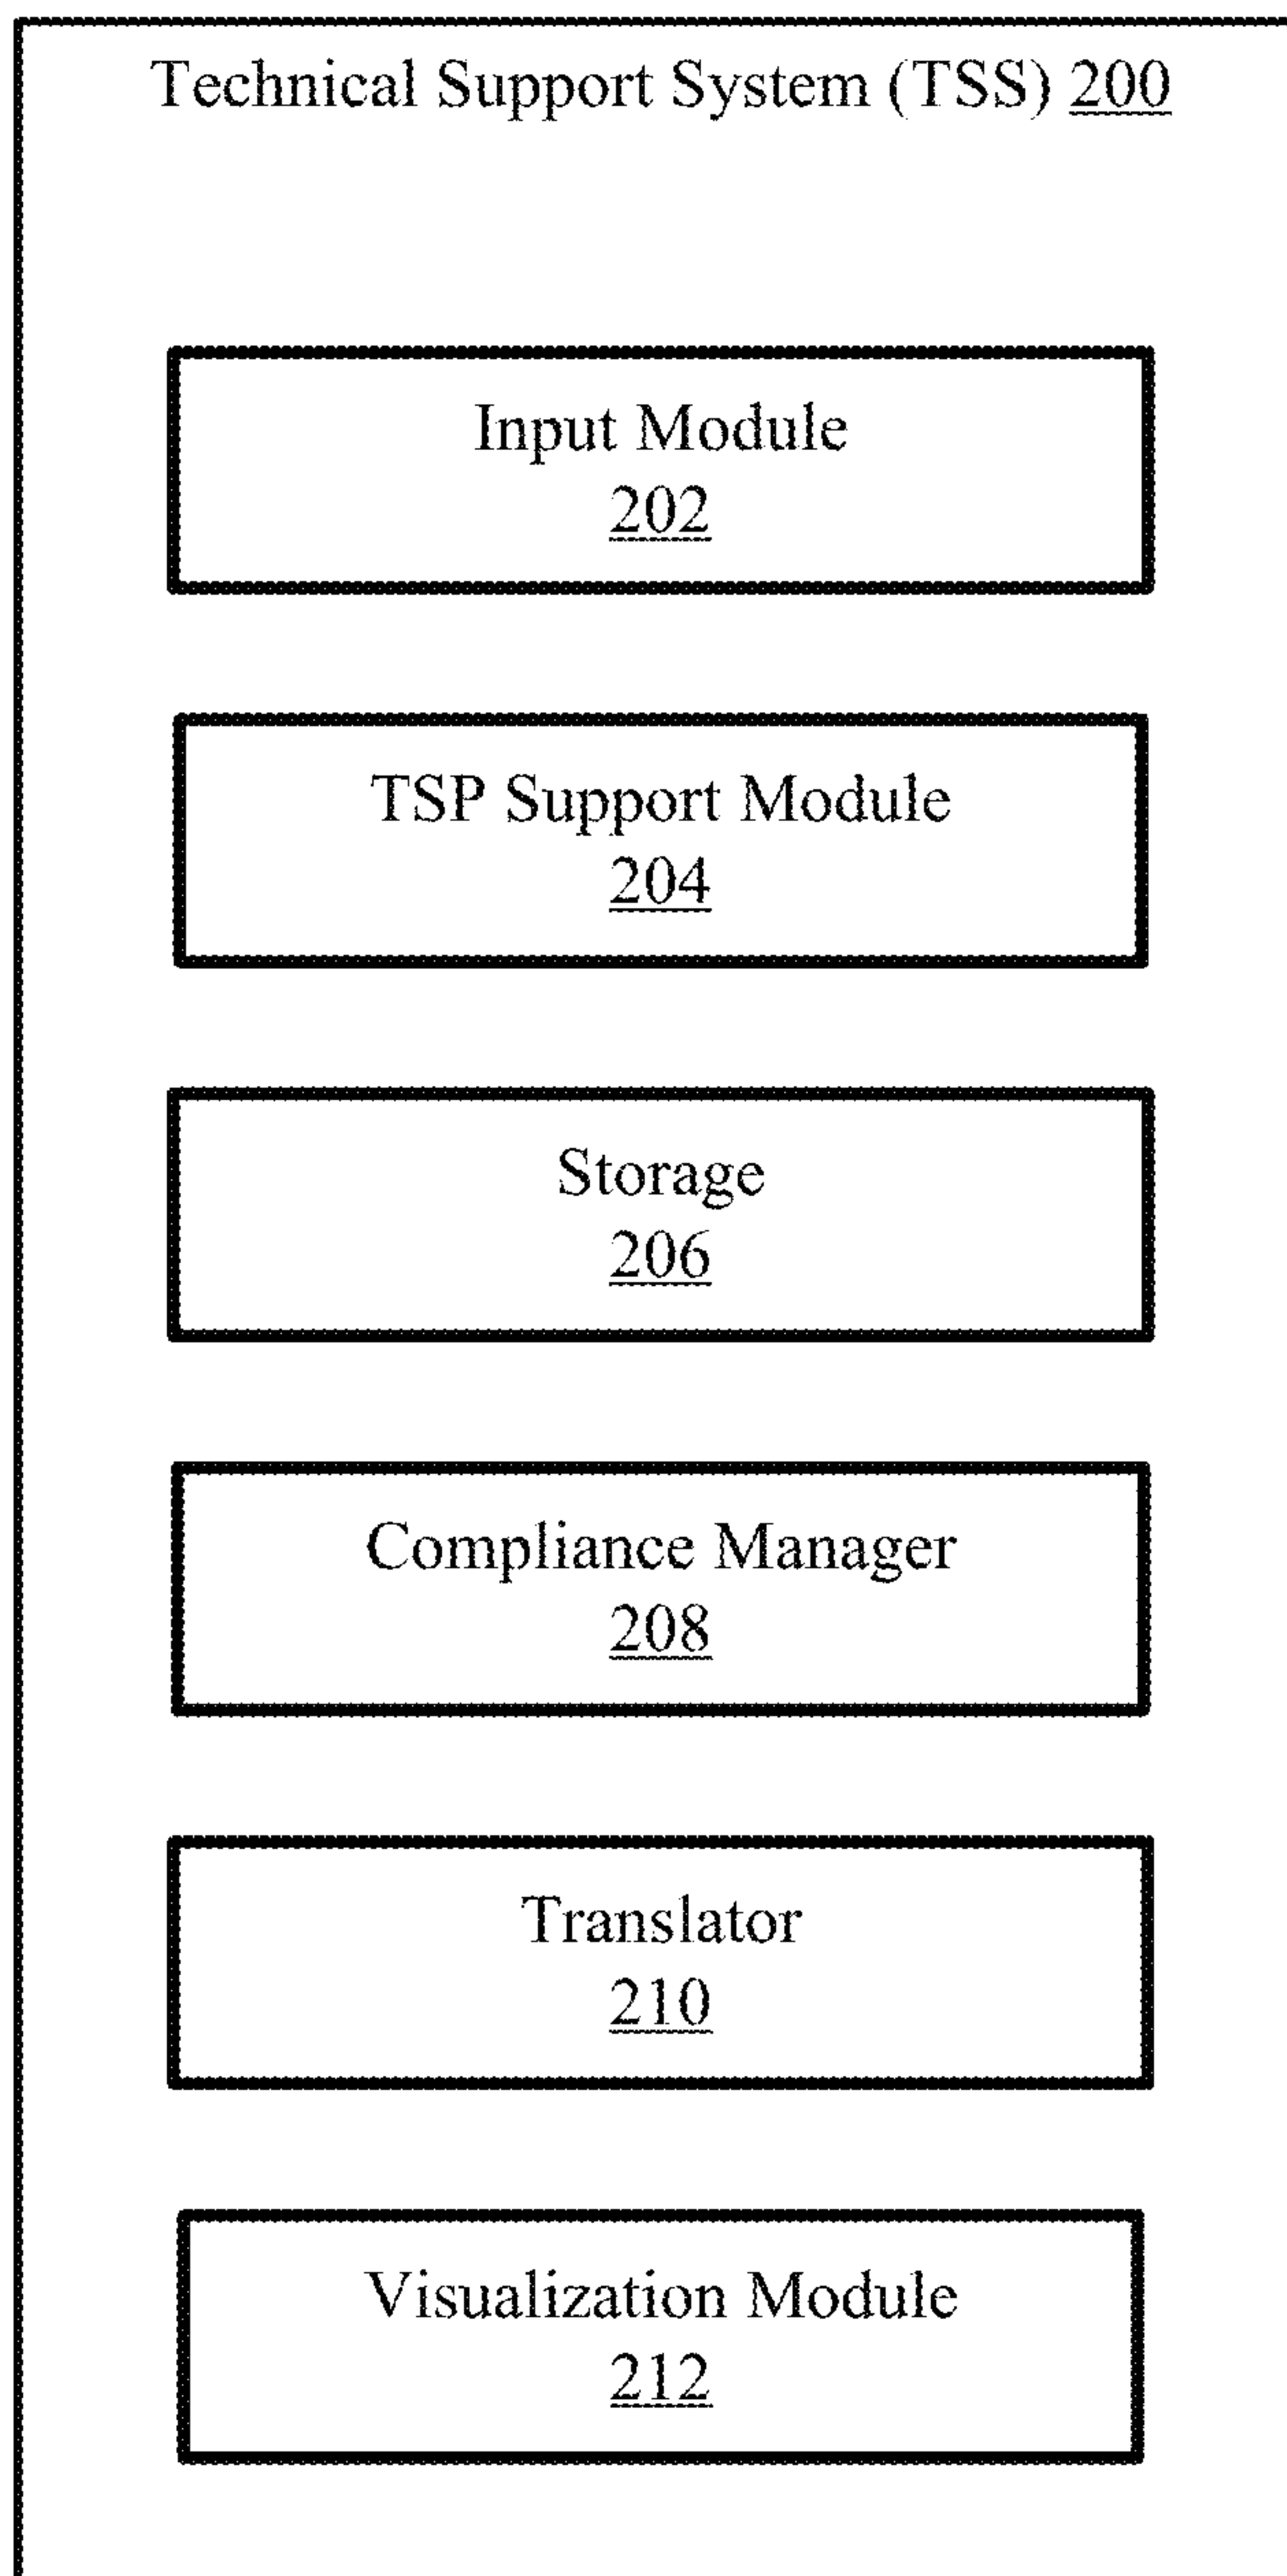 Technical Support System (TSS) 200
Input Module
202
TSP Support Module
204
Storage
206
Compliance Manager
208
Translator
210
Visualization Module
212